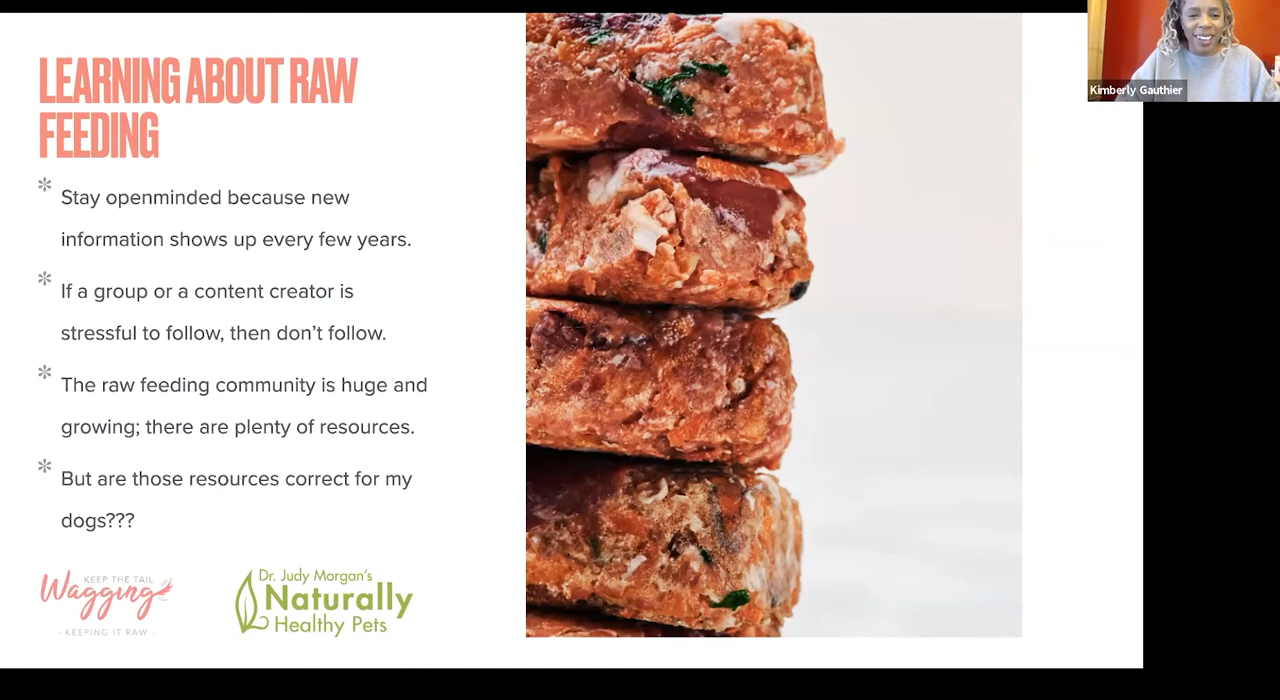 LEARNING ABOUT RAW
FEEDING
* Stay openminded because new
information shows up every few years.
* If a group or a content creator is
stressful to follow, then don’t follow.
* The raw feeding community is huge and
growing; there are plenty of resources.
* But are those resources correct for my
dogs???
KEEP THE TAIL
Wagging
- KEEPING IT RAW -
Dr. Judy Morgan's
Naturally
Healthy Pets
Kimberly Gauthier